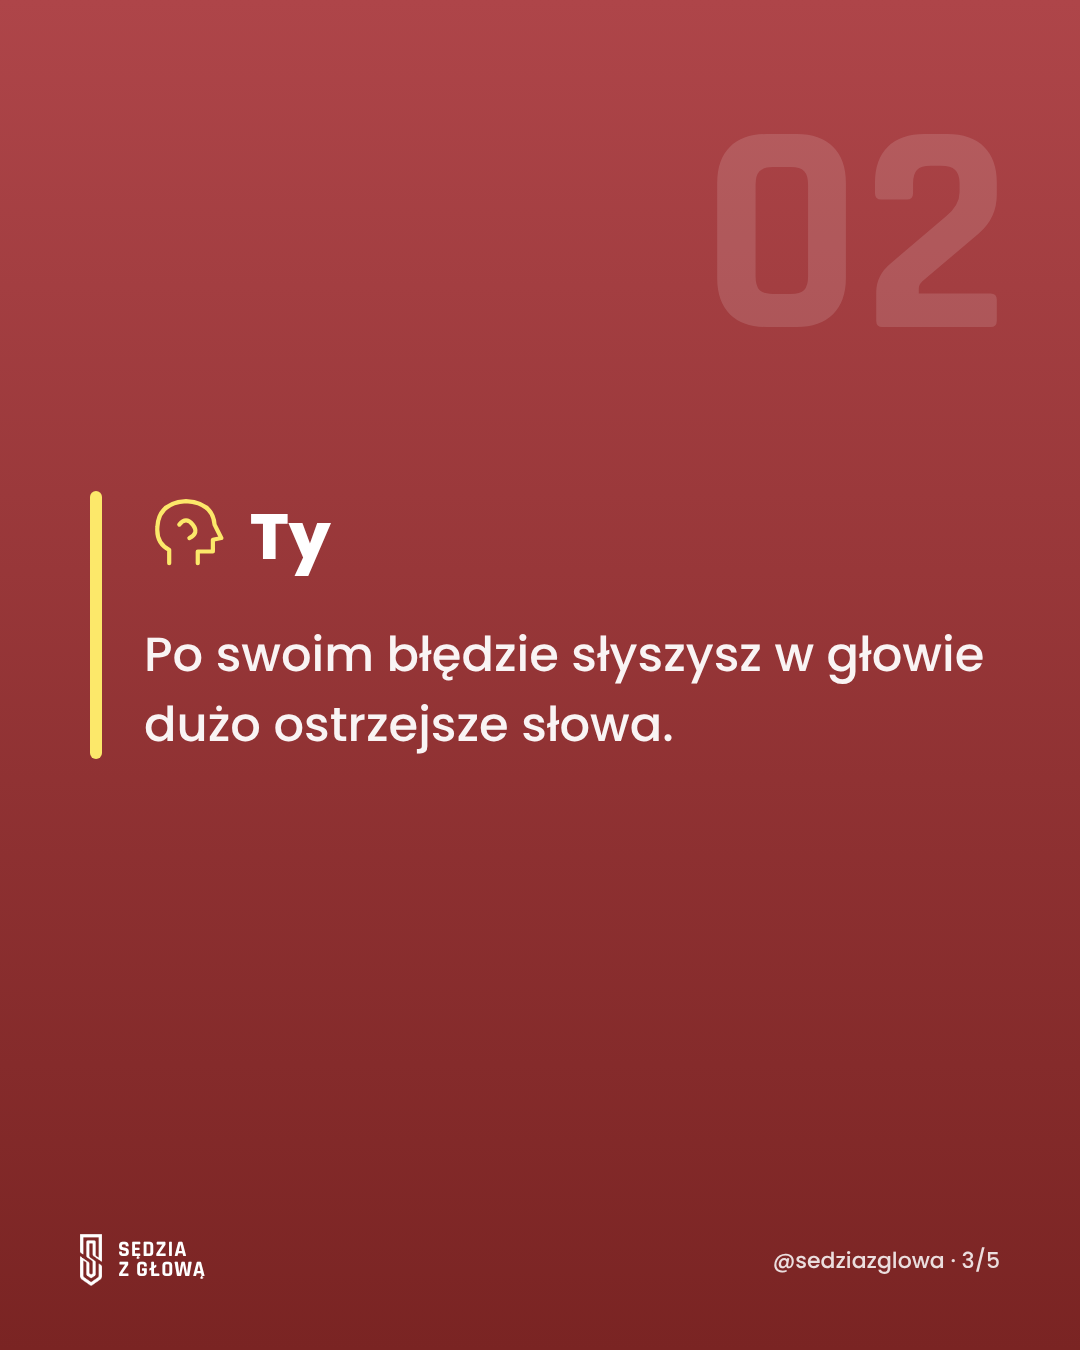 02
Ty
Po swoim błędzie słyszysz w głowie
dużo ostrzejsze słowa.
SĘDZIA
Z GŁOWĄ
@sedziazglowa · 3/5